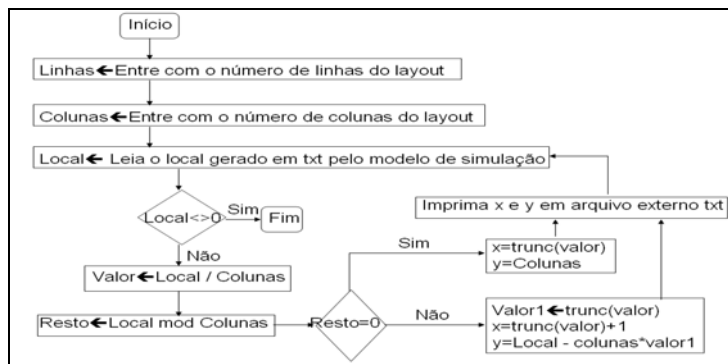 Início
Linhas←Entre com o número de linhas do layout
Colunas←Entre com o número de colunas do layout
Local← Leia o local gerado em txt pelo modelo de simulação
Local<>0
Sim
Fim
Não
Valor←Local / Colunas
Resto←Local mod Colunas
Resto=0
Sim
x=trunc(valor)
y=Colunas
Não
Valor1←trunc(valor)
x=trunc(valor)+1
y=Local - colunas*valor1
Imprima x e y em arquivo externo txt